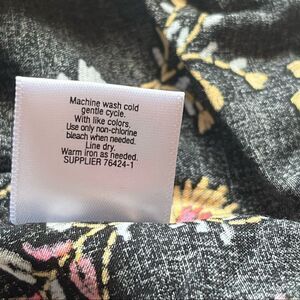 Machine wash cold
gentle cycle.
With like colors,
Use only non-chlorine
bleach when needed.
Line dry.
Warm iron as needed.
SUPPLIER 76424-1